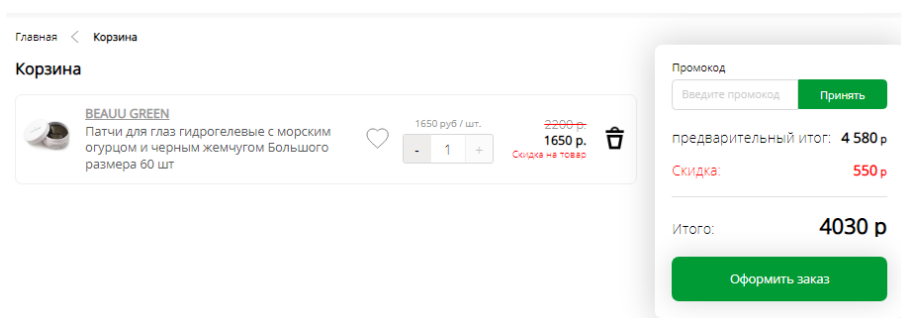 Главная < Корзина
Корзина
BEAUU GREEN
Патчи для глаз гидрогелевые с морским
огурцом и черным жемчугом Большого
размера 60 шт
1650 руб / шт.
- 1 +
2200 р.
1650 р.
Скидка на товар
Промокод
Введите промокод Принять
предварительный итог: 4 580 р
Скидка: 550 р
Итого: 4030 р
Оформить заказ